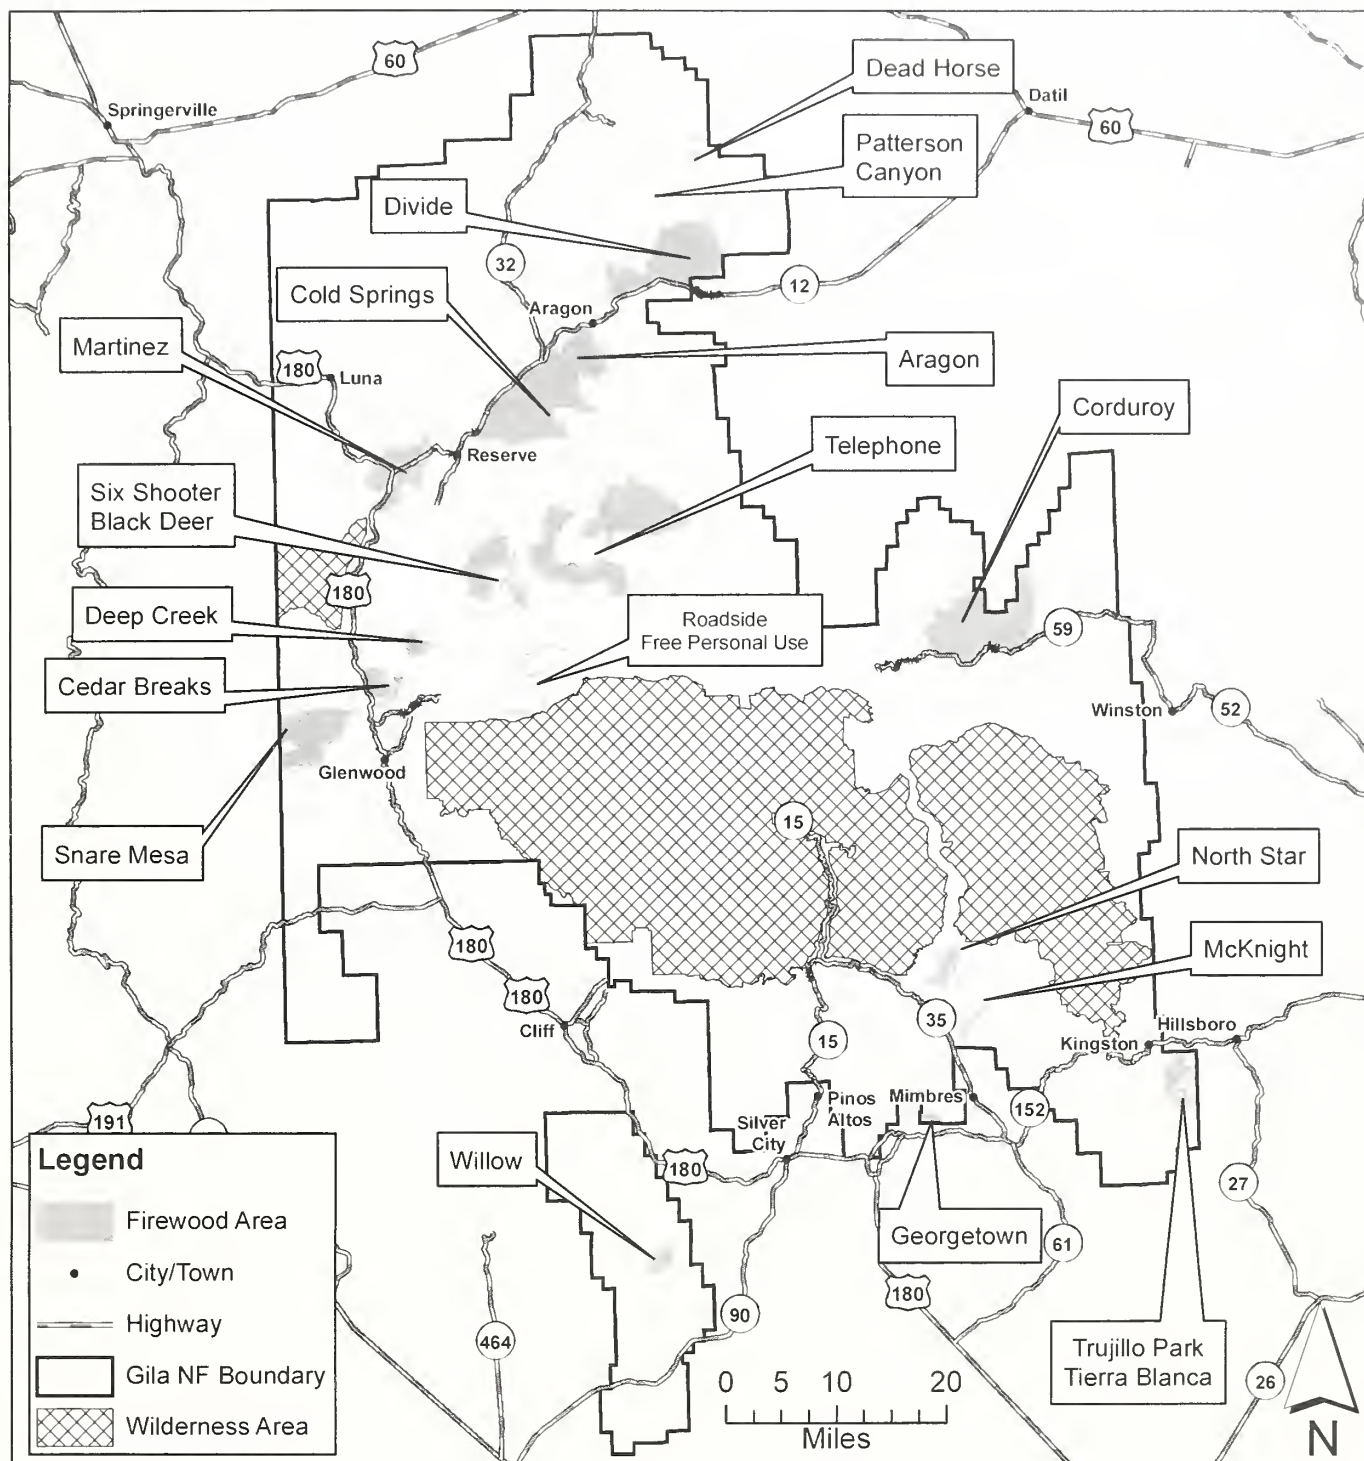 60
Dead Horse
Datil
Springerville
60
Patterson
Canyon
Divide
32
12
Cold Springs
Aragon
Martinez
Aragon
180
Luna
Corduroy
Telephone
Reserve
Six Shooter
Black Deer
180
Deep Creek
Roadside
Free Personal Use
59
Cedar Breaks
Winston
52
Glenwood
15
Snare Mesa
North Star
180
McKnight
180
35
Cliff
15
Hillsboro
Kingston
Pinos
Altos
Mimbres
152
191
Silver
City
Legend
Willow
180
27
Firewood Area
Georgetown
61
City/Town
180
Highway
90
464
Trujillo Park
Tierra Blanca
Gila NF Boundary
0 5 10 20
26
Wilderness Area
Miles
N